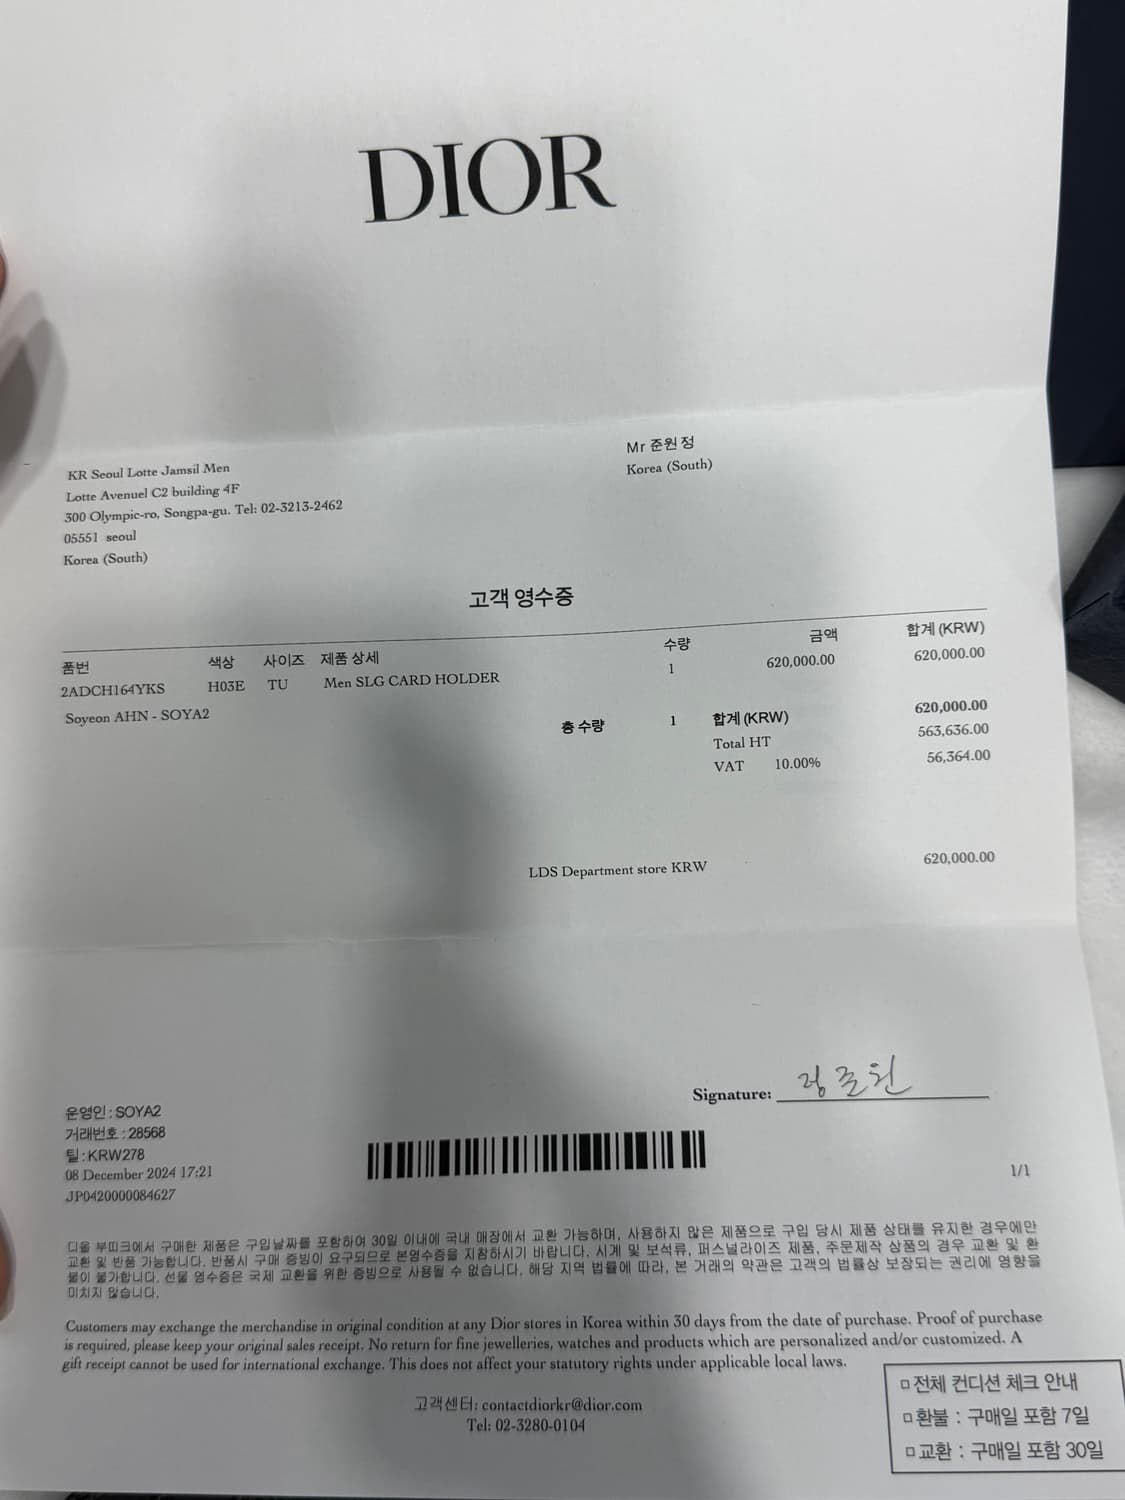 DIOR
KR Seoul Lotte Jamsil Men
Lotte Avenuel C2 building 4F
300 Olympic-ro, Songpa-gu. Tel: 02-3213-2462
05551 seoul
Korea (South)
Mr 준원 정
Korea (South)
고객 영수증
품번 색상 사이즈 제품 상세 수량 금액 합계 (KRW)
2ADCH164YKS H03E TU Men SLG CARD HOLDER 1 620,000.00 620,000.00
Soyeon AHN - SOYA2
총 수량 1 합계 (KRW) 620,000.00
Total HT 563,636.00
VAT 10.00% 56,364.00
LDS Department store KRW 620,000.00
Signature: 정준원
운영인 : SOYA2
거래번호 : 28568
틸 : KRW278
08 December 2024 17:21
JP0420000084627
1/1
디올 부띠크에서 구매한 제품은 구입날짜를 포함하여 30일 이내에 국내 매장에서 교환 가능하며, 사용하지 않은 제품으로 구입 당시 제품 상태를 유지한 경우에만
교환 및 반품 가능합니다. 반품시 구매 증빙이 요구되므로 본영수증을 지참하시기 바랍니다. 시계 및 보석류, 퍼스널라이즈 제품, 주문제작 상품의 경우 교환 및 환
불이 불가합니다. 선물 영수증은 국제 교환을 위한 증빙으로 사용될 수 없습니다. 해당 지역 법률에 따라, 본 거래의 약관은 고객의 법률상 보장되는 권리에 영향을
미치지 않습니다.
Customers may exchange the merchandise in original condition at any Dior stores in Korea within 30 days from the date of purchase. Proof of purchase
is required, please keep your original sales receipt. No return for fine jewelleries, watches and products which are personalized and/or customized. A
gift receipt cannot be used for international exchange. This does not affect your statutory rights under applicable local laws.
고객센터: contactdiorkr@dior.com
Tel: 02-3280-0104
□ 전체 컨디션 체크 안내
□ 환불 : 구매일 포함 7일
□ 교환 : 구매일 포함 30일